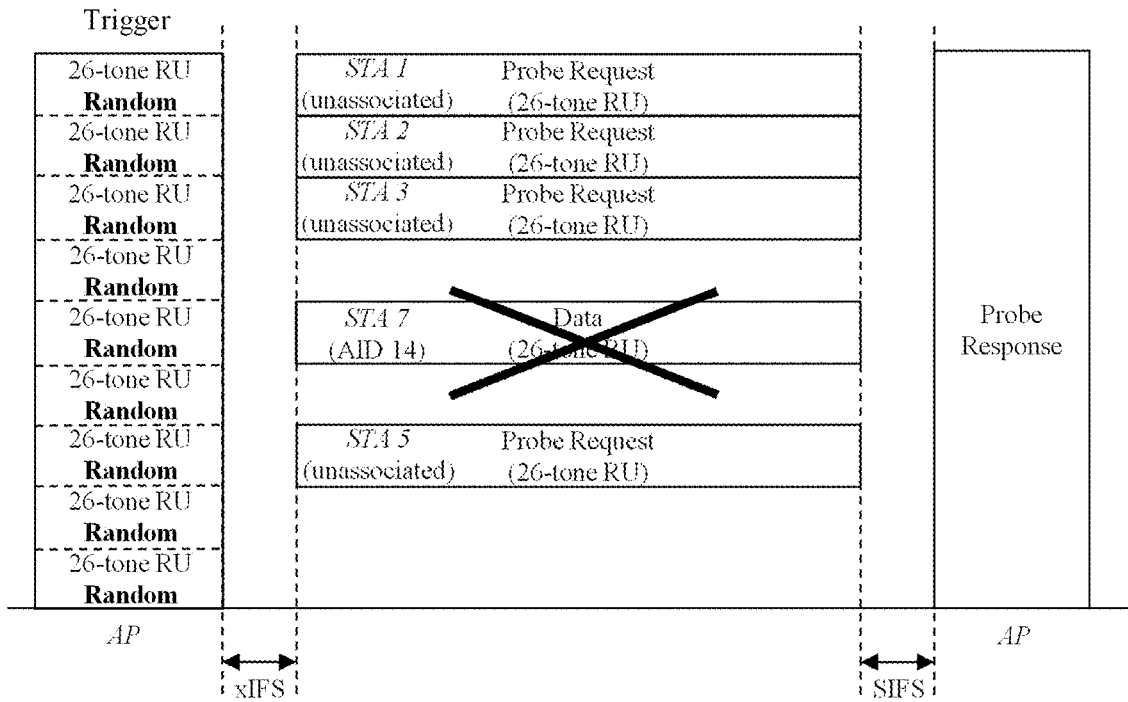 Trigger
26-tone RU
Random
26-tone RU
Random
26-tone RU
Random
26-tone RU
Random
26-tone RU
Random
26-tone RU
Random
26-tone RU
Random
26-tone RU
Random
26-tone RU
Random
AP
xIFS
STA 1 Probe Request
(unassociated) (26-tone RU)
STA 2 Probe Request
(unassociated) (26-tone RU)
STA 3 Probe Request
(unassociated) (26-tone RU)
STA 7 Data
(AID 14) (26-tone RU)
STA 5 Probe Request
(unassociated) (26-tone RU)
SIFS
Probe
Response
AP